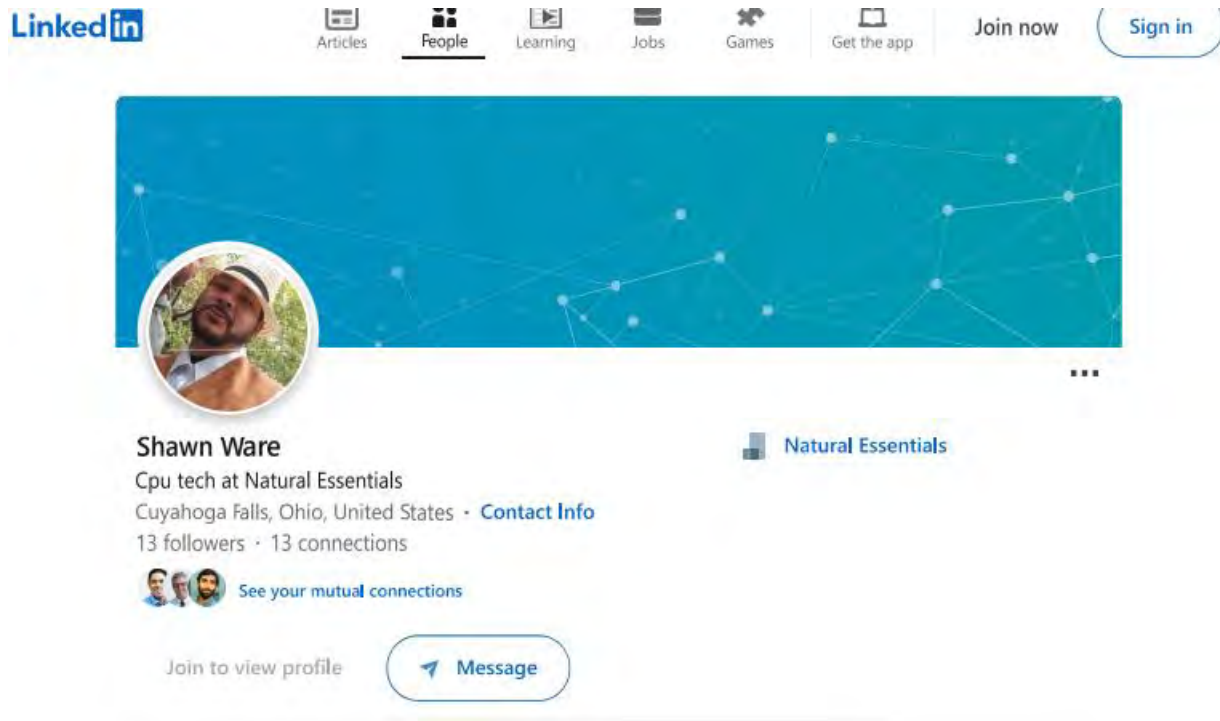 Linked in
Articles
People
Learning
Jobs
Games
Get the app
Join now
Sign in
Shawn Ware
Natural Essentials
Cpu tech at Natural Essentials
Cuyahoga Falls, Ohio, United States · Contact Info
13 followers · 13 connections
See your mutual connections
Join to view profile
Message